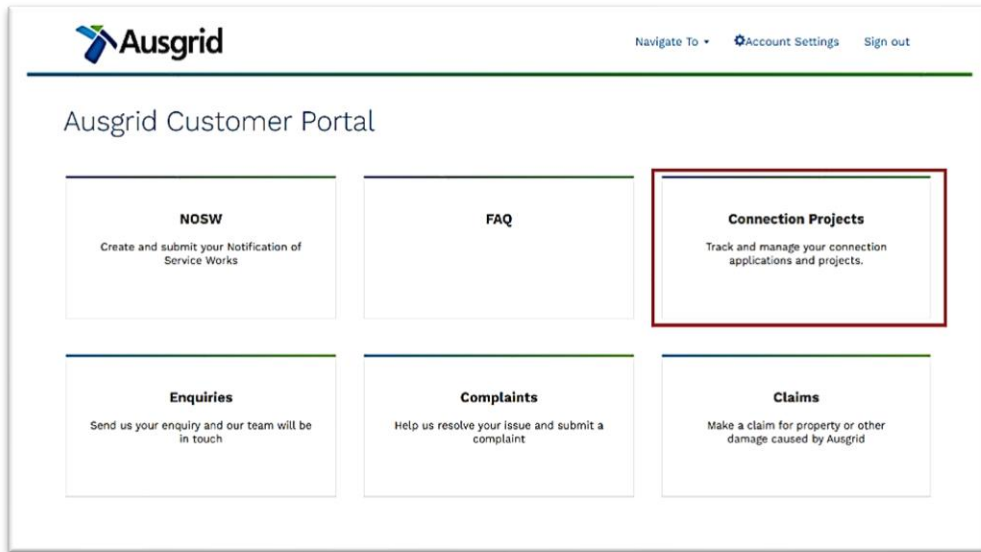 Ausgrid
Navigate To Account Settings Sign out
Ausgrid Customer Portal
NOSW
Create and submit your Notification of
Service Works
FAQ
Connection Projects
Track and manage your connection
applications and projects.
Enquiries
Send us your enquiry and our team will be
in touch
Complaints
Help us resolve your issue and submit a
complaint
Claims
Make a claim for property or other
damage caused by Ausgrid